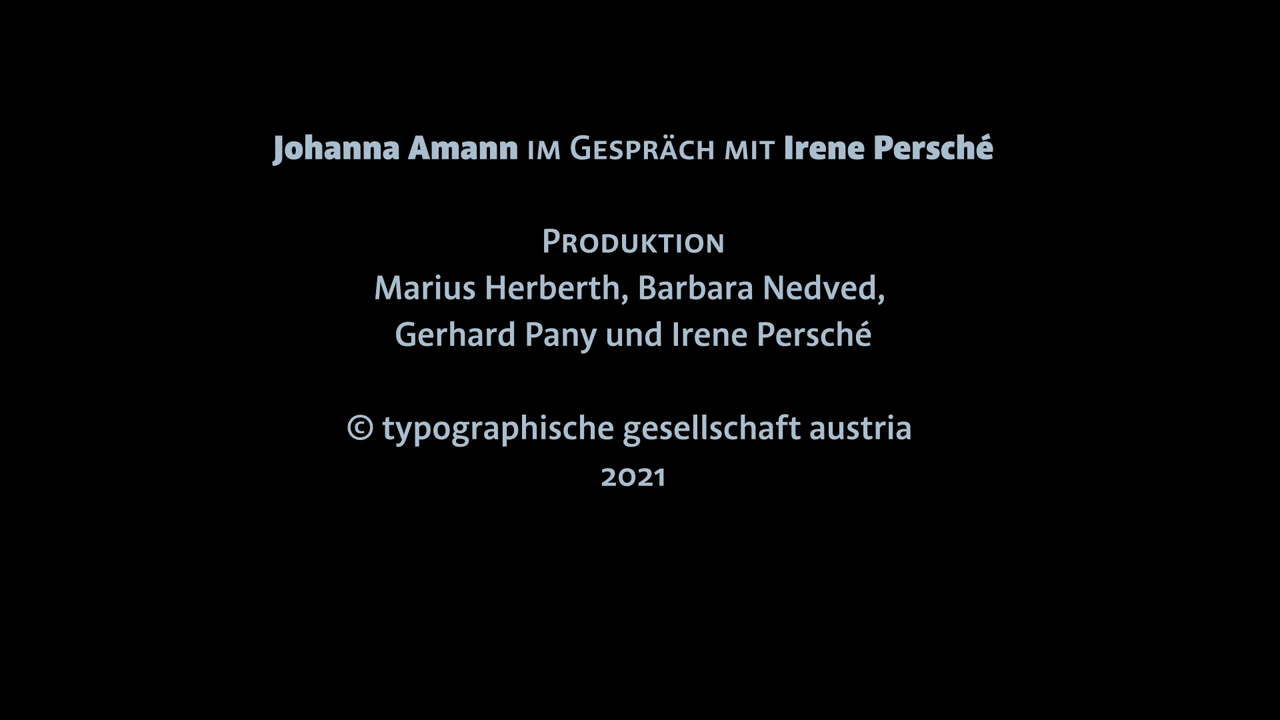 Johanna Amann im Gespräch mit Irene Persché
Produktion
Marius Herberth, Barbara Nedved,
Gerhard Pany und Irene Persché
© typographische gesellschaft austria
2021